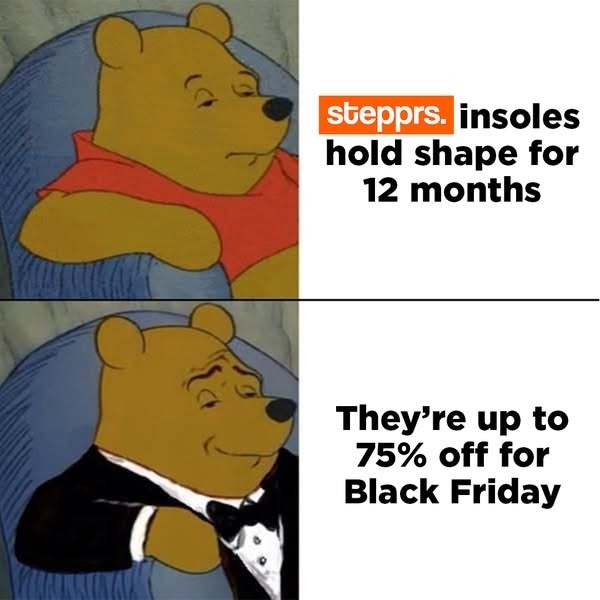 stepprs. insoles
hold shape for
12 months
They’re up to
75% off for
Black Friday